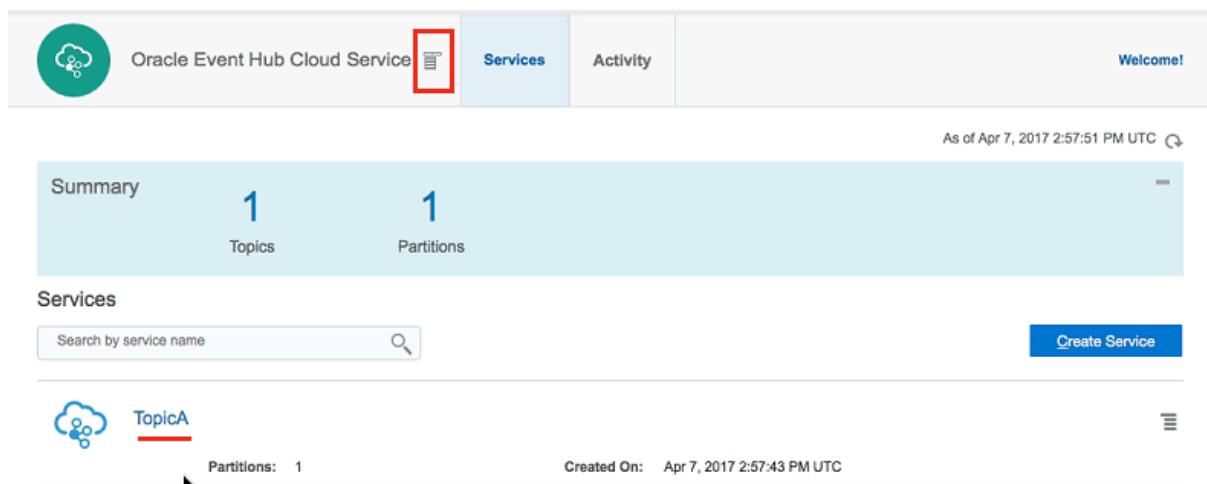 Oracle Event Hub Cloud Service Services Activity Welcome!
As of Apr 7, 2017 2:57:51 PM UTC
Summary
1 1
Topics Partitions
Services
Search by service name Create Service
TopicA
Partitions: 1 Created On: Apr 7, 2017 2:57:43 PM UTC